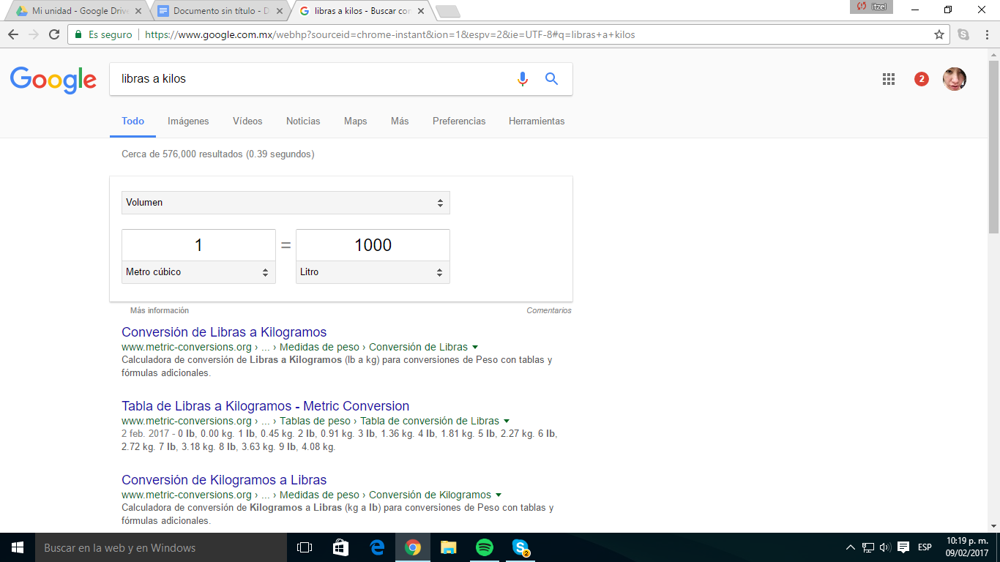 Mi unidad - Google Drive
Documento sin título - D
libras a kilos - Buscar con
itzel
Es seguro
https://www.google.com.mx/webhp?sourceid=chrome-instant&ion=1&espv=2&ie=UTF-8#q=libras+a+kilos
Google
libras a kilos
2
Todo Imágenes Vídeos Noticias Maps Más Preferencias Herramientas
Cerca de 576,000 resultados (0.39 segundos)
Volumen
1 = 1000
Metro cúbico Litro
Más información Comentarios
Conversión de Libras a Kilogramos
www.metric-conversions.org › ... › Medidas de peso › Conversión de Libras
Calculadora de conversión de Libras a Kilogramos (lb a kg) para conversiones de Peso con tablas y
fórmulas adicionales.
Tabla de Libras a Kilogramos - Metric Conversion
www.metric-conversions.org › ... › Tablas de peso › Tabla de conversión de Libras
2 feb. 2017 - 0 lb, 0.00 kg. 1 lb, 0.45 kg. 2 lb, 0.91 kg. 3 lb, 1.36 kg. 4 lb, 1.81 kg. 5 lb, 2.27 kg. 6 lb,
2.72 kg. 7 lb, 3.18 kg. 8 lb, 3.63 kg. 9 lb, 4.08 kg.
Conversión de Kilogramos a Libras
www.metric-conversions.org › ... › Medidas de peso › Conversión de Kilogramos
Calculadora de conversión de Kilogramos a Libras (kg a lb) para conversiones de Peso con tablas y
fórmulas adicionales.
Buscar en la web y en Windows
2
ESP
10:19 p. m.
09/02/2017